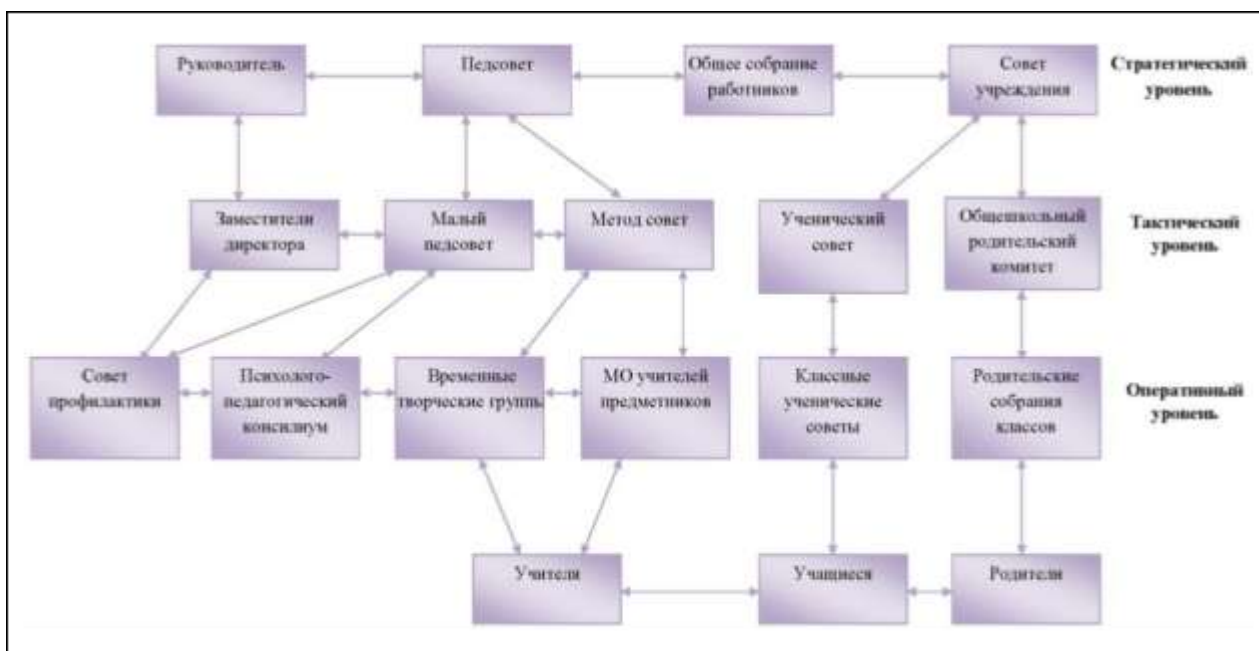 Руководитель
Педсовет
Общее собрание
работников
Совет
учреждения
Стратегический
уровень
Заместители
директора
Малый
педсовет
Метод совет
Ученический
совет
Общешкольный
родительский
комитет
Тактический
уровень
Совет
профилактики
Психолого-
педагогический
консилиум
Временные
творческие группы
МО учителей
предметников
Классные
ученические
советы
Родительские
собрания
классов
Оперативный
уровень
Учителя
Учащиеся
Родители